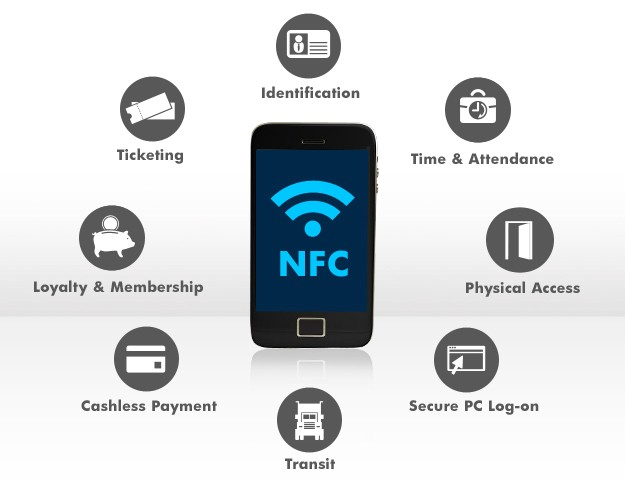 Identification
Ticketing
Time & Attendance
NFC
Loyalty & Membership
Physical Access
Cashless Payment
Secure PC Log-on
Transit